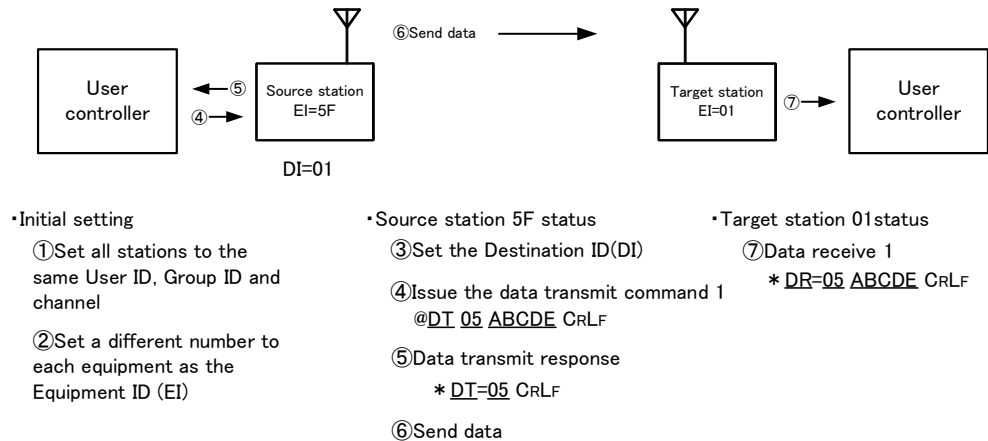 ⑥Send data
User
controller
⑤
④
Source station
EI=5F
DI=01
Target station
EI=01
⑦
User
controller
・Initial setting
①Set all stations to the
same User ID, Group ID and
channel
②Set a different number to
each equipment as the
Equipment ID (EI)
・Source station 5F status
③Set the Destination ID(DI)
④Issue the data transmit command 1
@DT 05 ABCDE CRLF
⑤Data transmit response
*DT=05 CRLF
⑥Send data
・Target station 01status
⑦Data receive 1
*DR=05 ABCDE CRLF